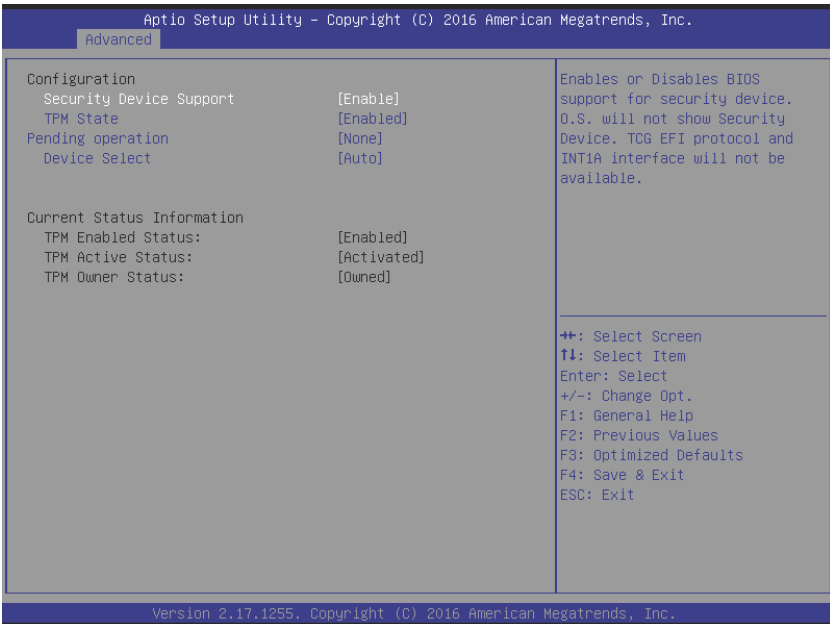 Aptio Setup Utility – Copyright (C) 2016 American Megatrends, Inc.
Advanced
Configuration
Security Device Support [Enable]
TPM State [Enabled]
Pending operation [None]
Device Select [Auto]
Current Status Information
TPM Enabled Status: [Enabled]
TPM Active Status: [Activated]
TPM Owner Status: [Owned]
Enables or Disables BIOS
support for security device.
O.S. will not show Security
Device. TCG EFI protocol and
INT1A interface will not be
available.
→←: Select Screen
↑↓: Select Item
Enter: Select
+/-: Change Opt.
F1: General Help
F2: Previous Values
F3: Optimized Defaults
F4: Save & Exit
ESC: Exit
Version 2.17.1255. Copyright (C) 2016 American Megatrends, Inc.